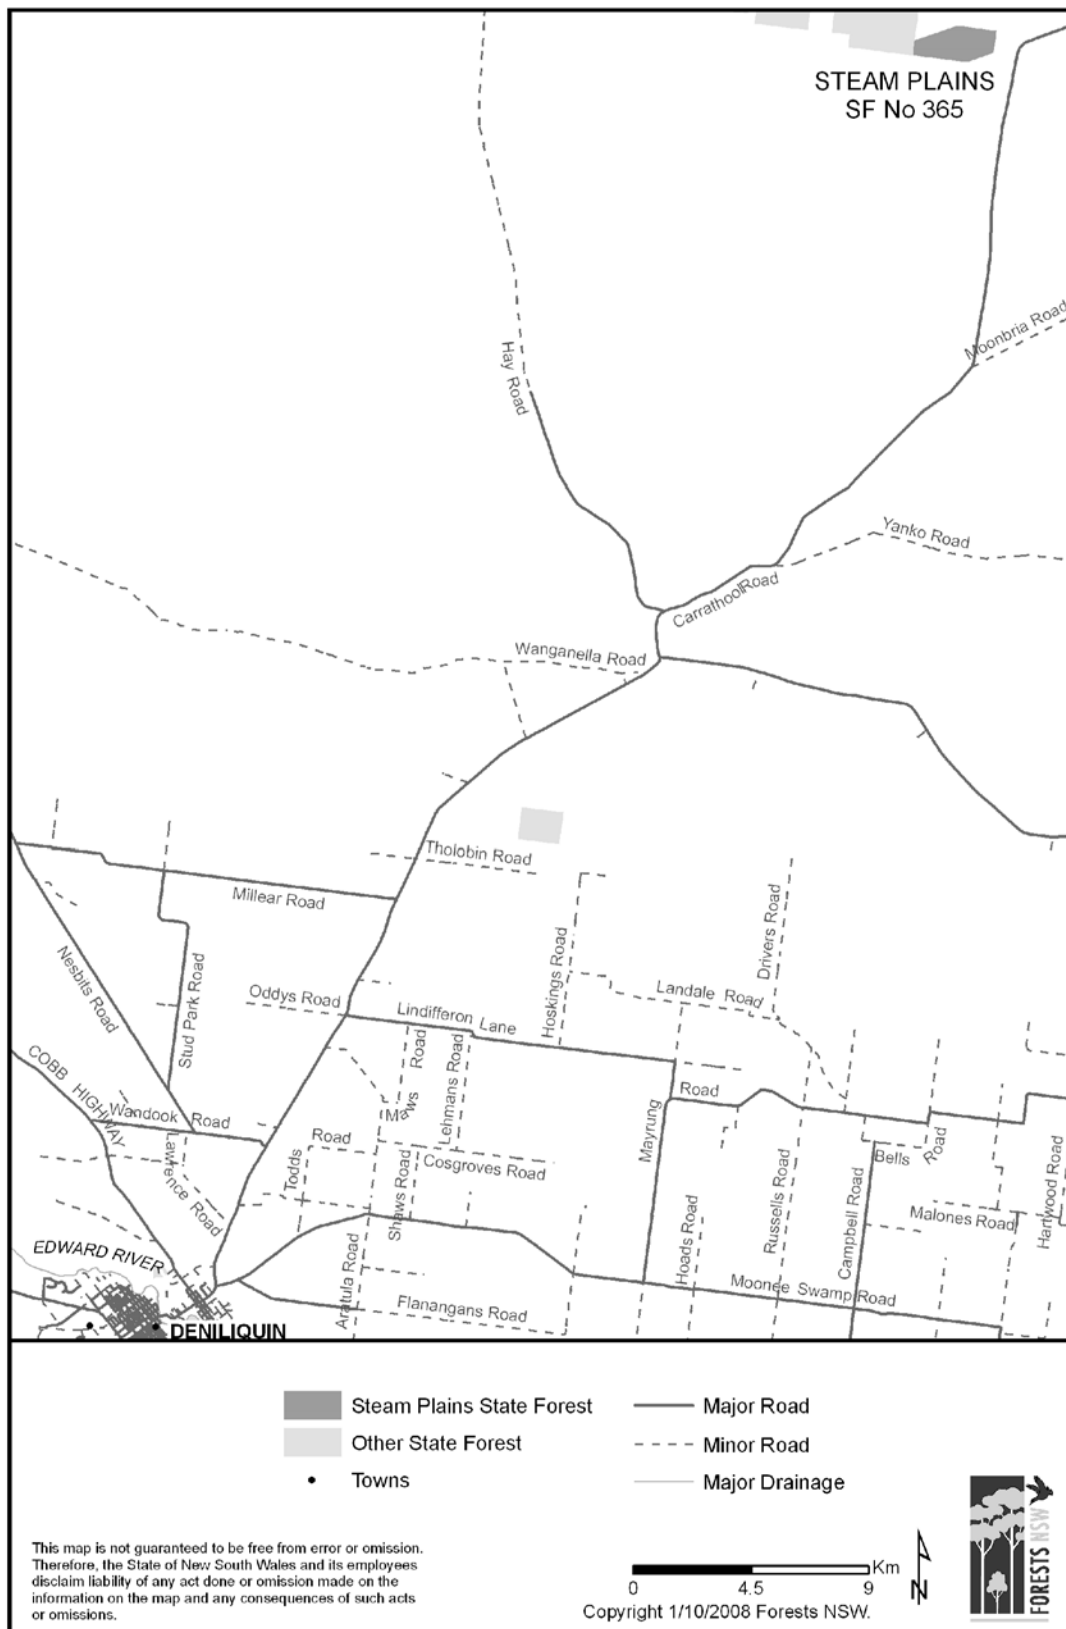 STEAM PLAINS
SF No 365
Moonbria Road
Hay Road
Yanko Road
Carrathool Road
Wanganella Road
Tholobin Road
Millear Road
Drivers Road
Hoskings Road
Nesbits Road
Stud Park Road
Oddys Road
Landale Road
Lindifferon Lane
COBB HIGHWAY
Road
Maws Road
Lehmans Road
Wandook Road
Mayrung
Road
Todds
Lawrence Road
Cosgroves Road
Bells Road
Shaws Road
Russells Road
Campbell Road
Hartwood Road
Malones Road
Hoads Road
EDWARD RIVER
Aratula Road
Moonee Swamp Road
Flanangans Road
DENILIQUIN
Steam Plains State Forest
Other State Forest
Towns
Major Road
Minor Road
Major Drainage
This map is not guaranteed to be free from error or omission.
Therefore, the State of New South Wales and its employees
disclaim liability of any act done or omission made on the
information on the map and any consequences of such acts
or omissions.
0 4.5 9 Km
Copyright 1/10/2008 Forests NSW.
N
FORESTS NSW